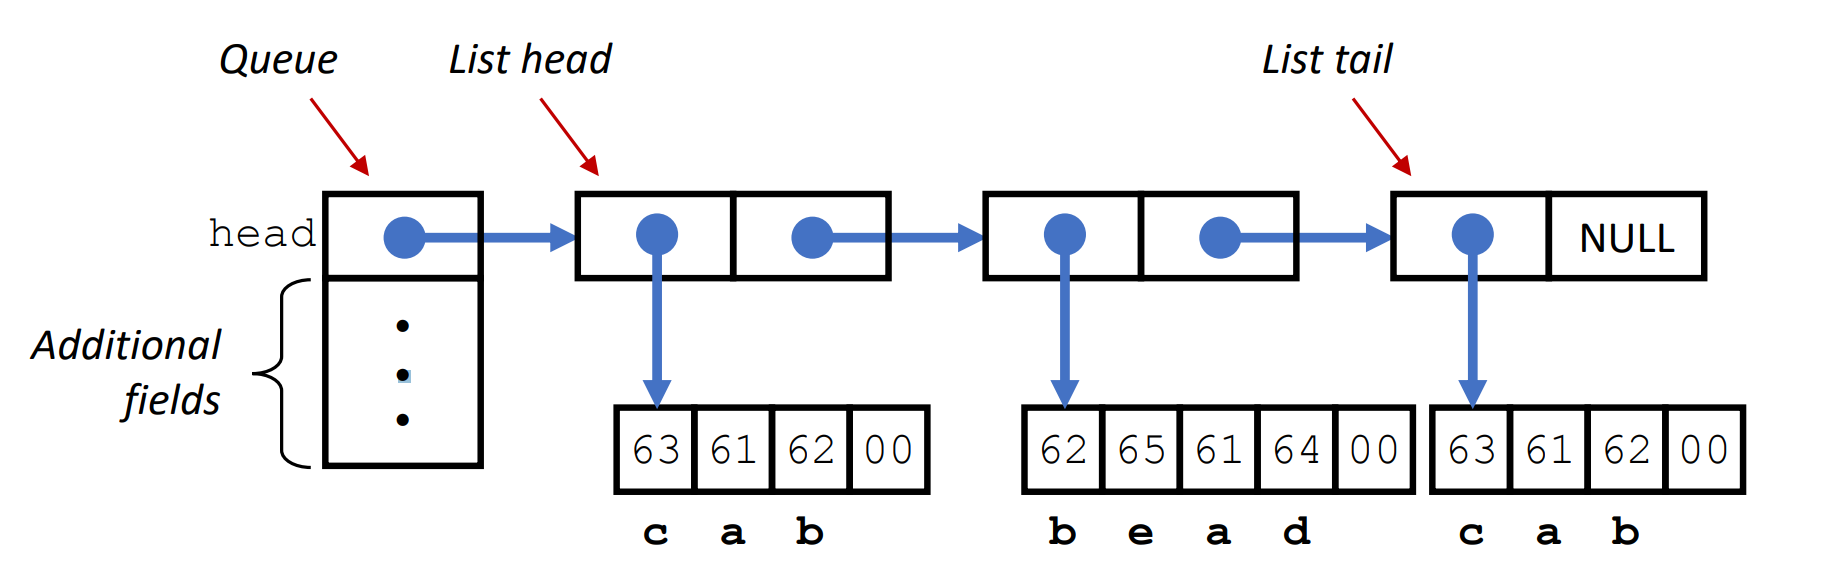 Queue
List head
List tail
head
NULL
Additional
fields
63 61 62 00
62 65 61 64 00
63 61 62 00
c a b
b e a d
c a b